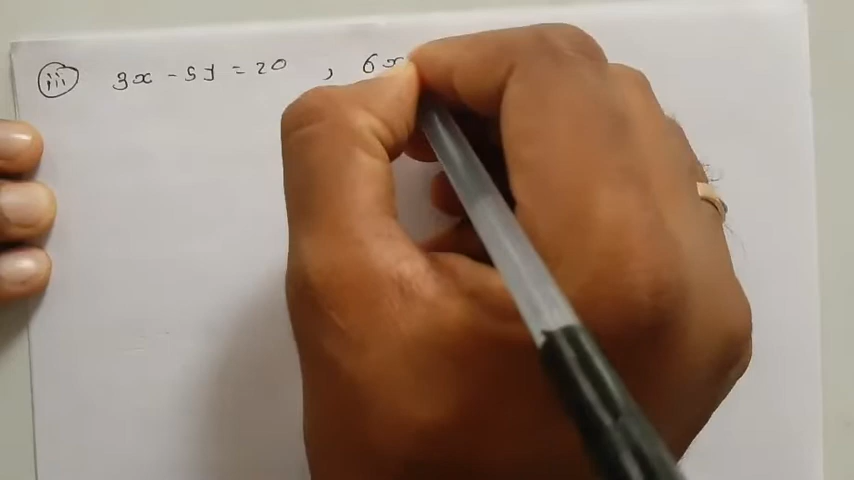 (iii) 3x - 5y = 20 , 6x